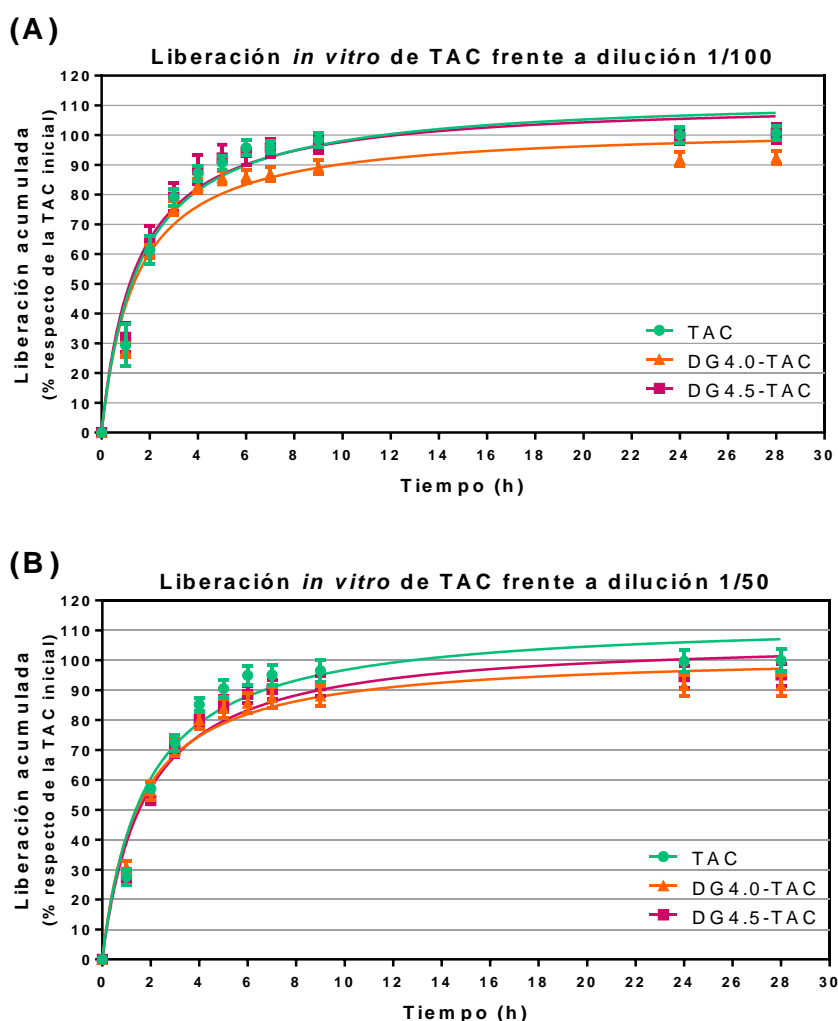 (A)
Liberación in vitro de TAC frente a dilución 1/100
Liberación acumulada
(% respecto de la TAC inicial)
120
110
100
90
80
70
60
50
40
30
20
10
0
TAC
DG4.0-TAC
DG4.5-TAC
0 2 4 6 8 10 12 14 16 18 20 22 24 26 28 30
Tiempo (h)
(B)
Liberación in vitro de TAC frente a dilución 1/50
Liberación acumulada
(% respecto de la TAC inicial)
120
110
100
90
80
70
60
50
40
30
20
10
0
TAC
DG4.0-TAC
DG4.5-TAC
0 2 4 6 8 10 12 14 16 18 20 22 24 26 28 30
Tiempo (h)